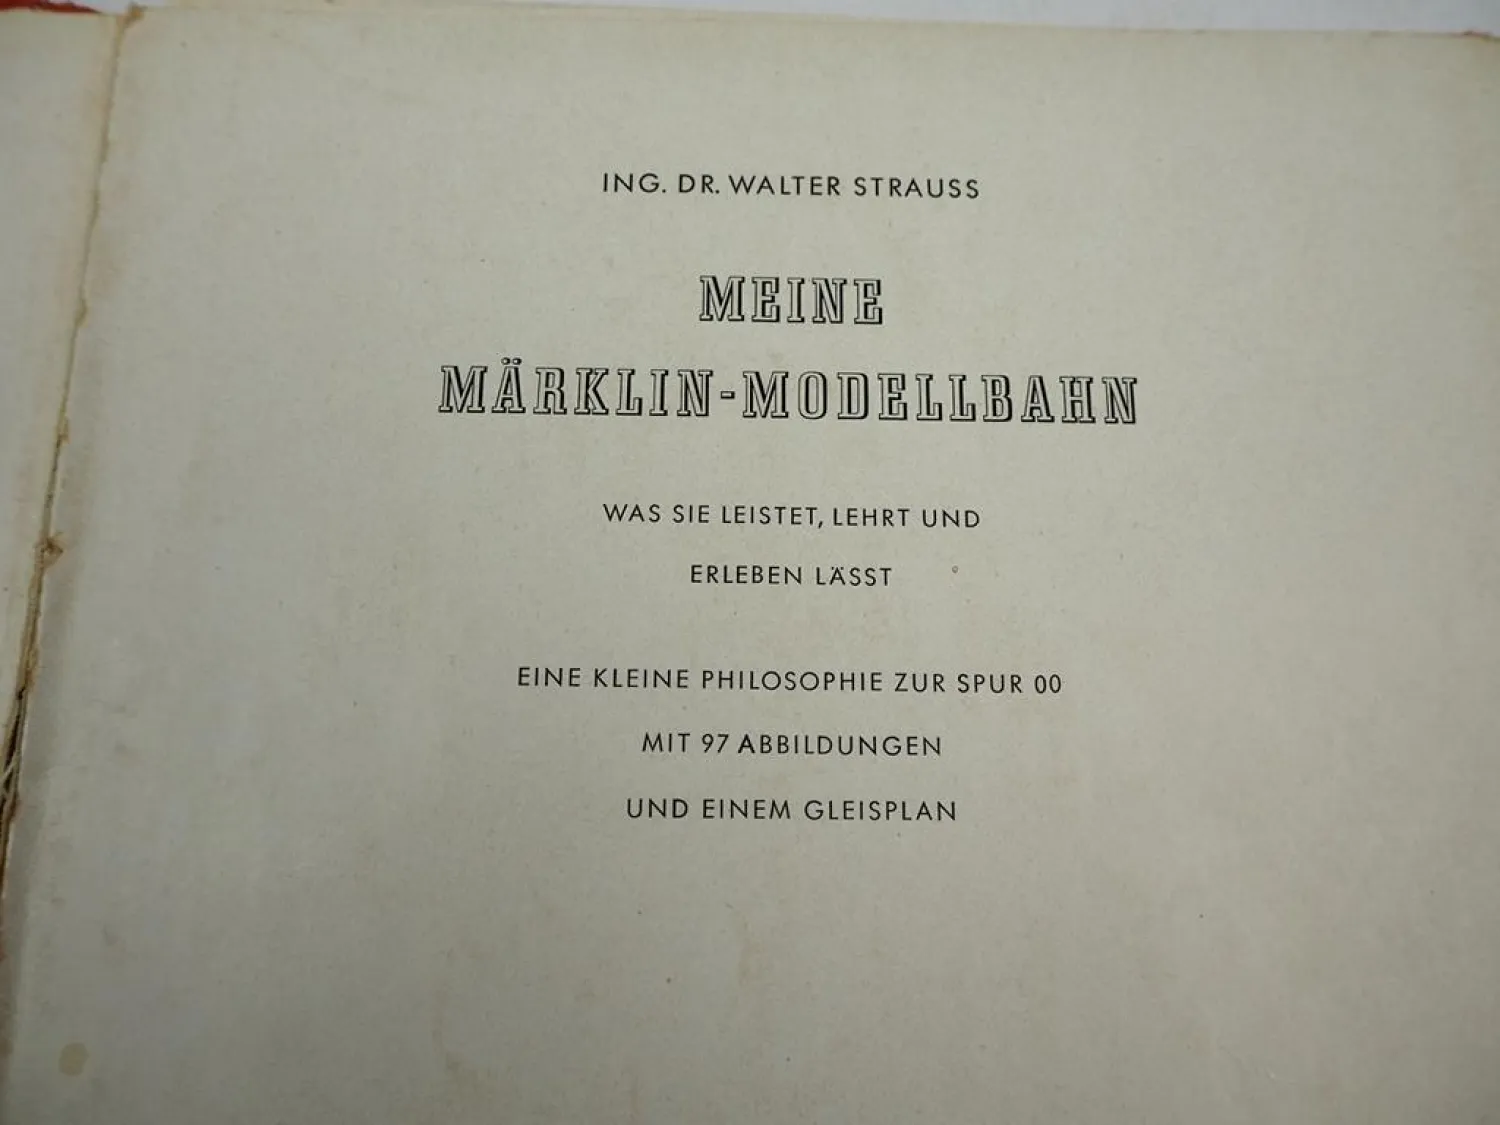 ING. DR. WALTER STRAUSS
MEINE
MÄRKLIN-MODELLBAHN
WAS SIE LEISTET, LEHRT UND
ERLEBEN LÄSST
EINE KLEINE PHILOSOPHIE ZUR SPUR 00
MIT 97 ABBILDUNGEN
UND EINEM GLEISPLAN